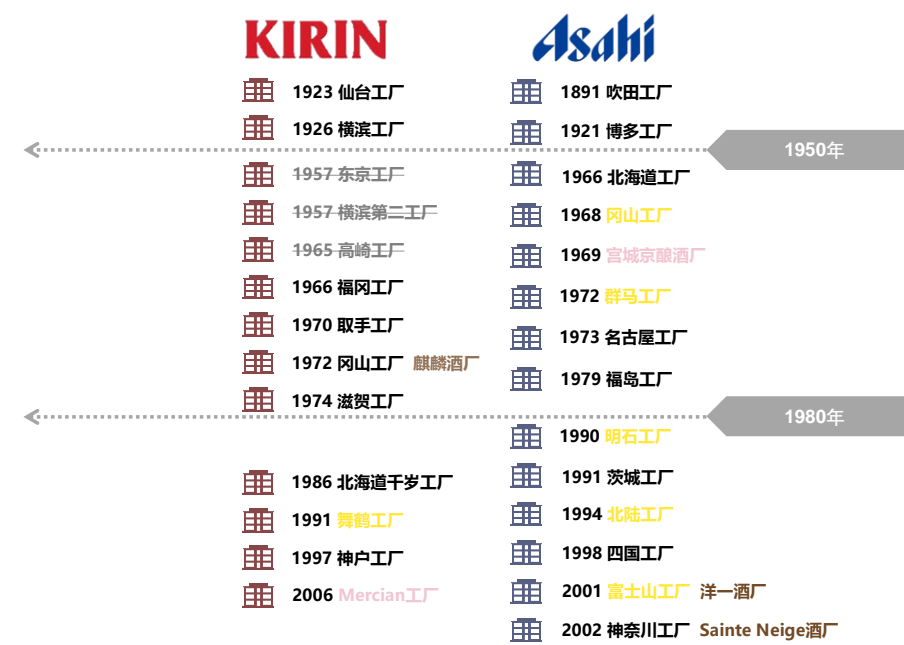 KIRIN
1923 仙台工厂
1926 横滨工厂
1957 东京工厂
1957 横滨第二工厂
1965 高崎工厂
1966 福冈工厂
1970 取手工厂
1972 冈山工厂 麒麟酒厂
1974 滋贺工厂
1986 北海道千岁工厂
1991 舞鹤工厂
1997 神户工厂
2006 Mercian工厂
Asahi
1891 吹田工厂
1921 博多工厂
1966 北海道工厂
1968 冈山工厂
1969 宫城京酿酒厂
1972 群马工厂
1973 名古屋工厂
1979 福岛工厂
1990 明石工厂
1991 茨城工厂
1994 北陆工厂
1998 四国工厂
2001 富士山工厂 洋一酒厂
2002 神奈川工厂 Sainte Neige酒厂
1950年
1980年